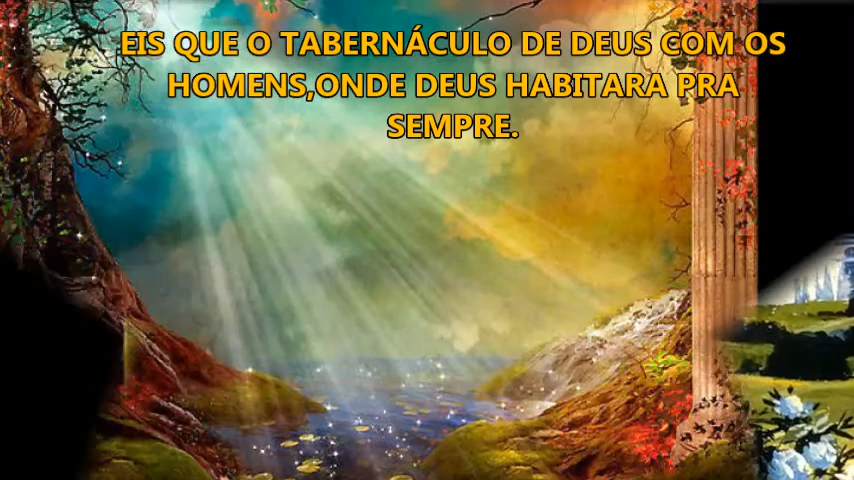 EIS QUE O TABERNÁCULO DE DEUS COM OS
HOMENS,ONDE DEUS HABITARA PRA
SEMPRE.